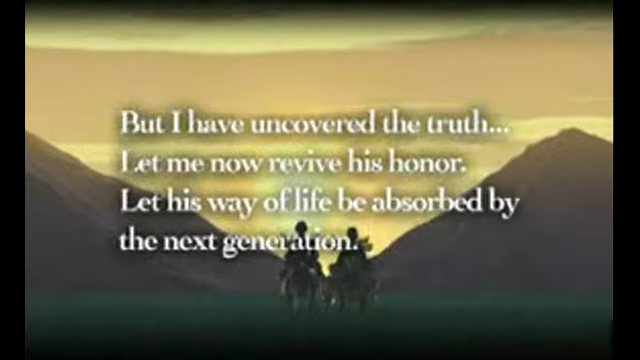 But I have uncovered the truth...
Let me now revive his honor.
Let his way of life be absorbed by
the next generation.